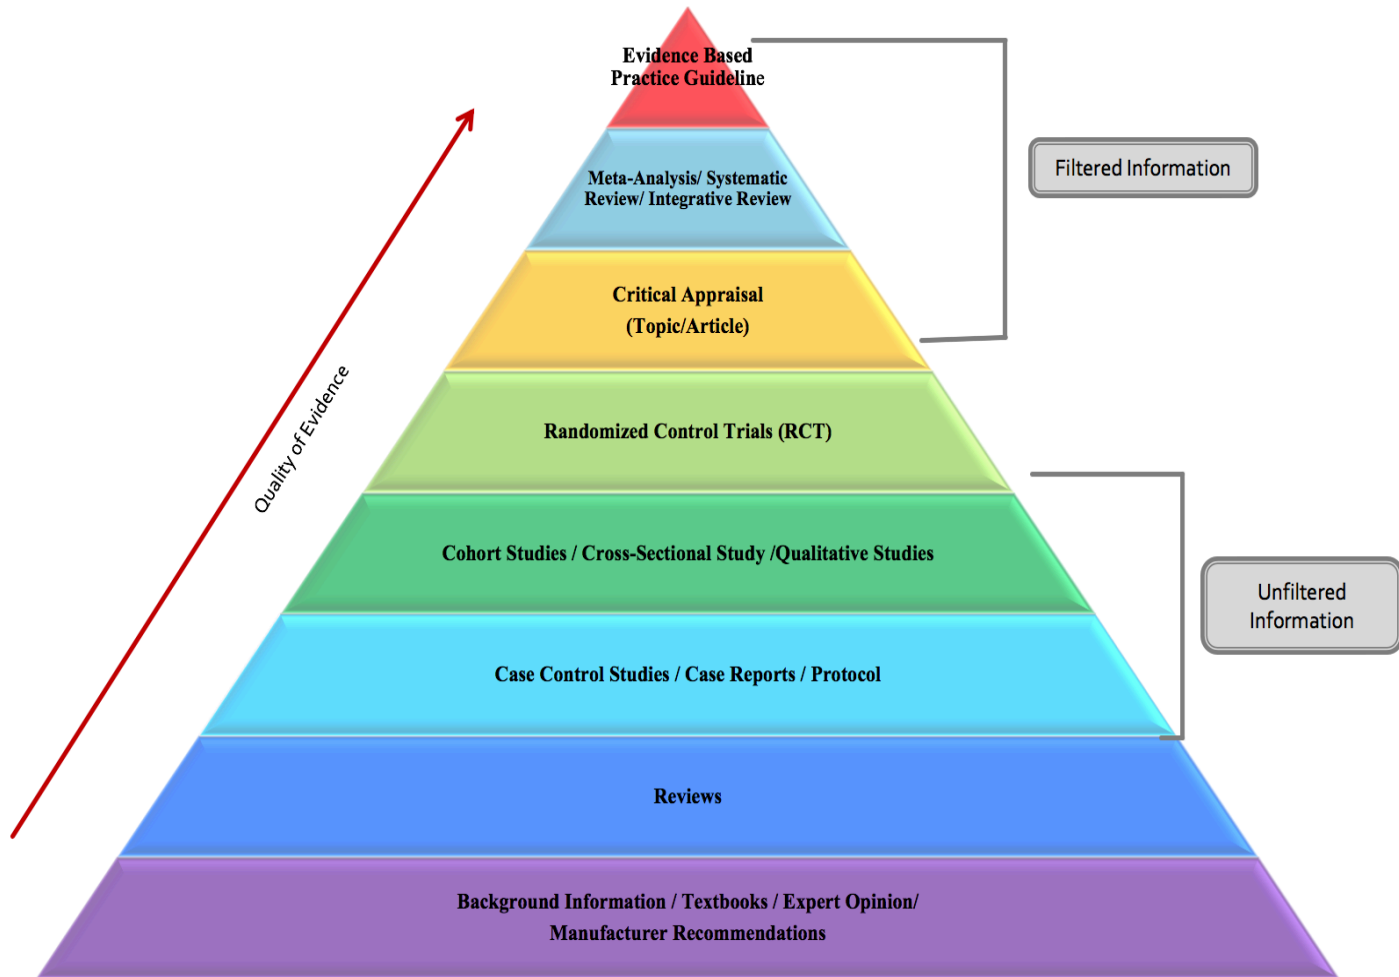 Evidence Based
Practice Guideline
Filtered Information
Meta-Analysis/ Systematic
Review/ Integrative Review
Critical Appraisal
(Topic/Article)
Quality of Evidence
Randomized Control Trials (RCT)
Cohort Studies / Cross-Sectional Study /Qualitative Studies
Unfiltered
Information
Case Control Studies / Case Reports / Protocol
Reviews
Background Information / Textbooks / Expert Opinion/
Manufacturer Recommendations